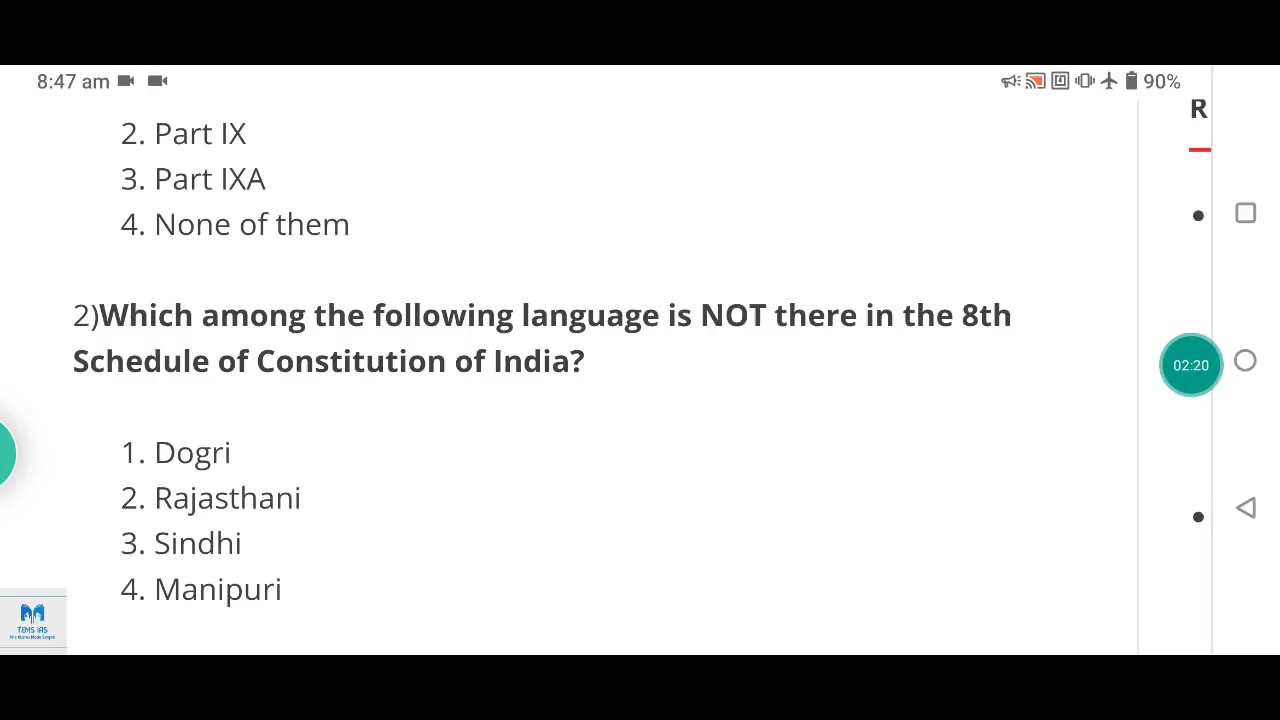 8:47 am
90%
R
2. Part IX
3. Part IXA
4. None of them
2)Which among the following language is NOT there in the 8th
Schedule of Constitution of India?
02:20
1. Dogri
2. Rajasthani
3. Sindhi
4. Manipuri
TEMS IAS